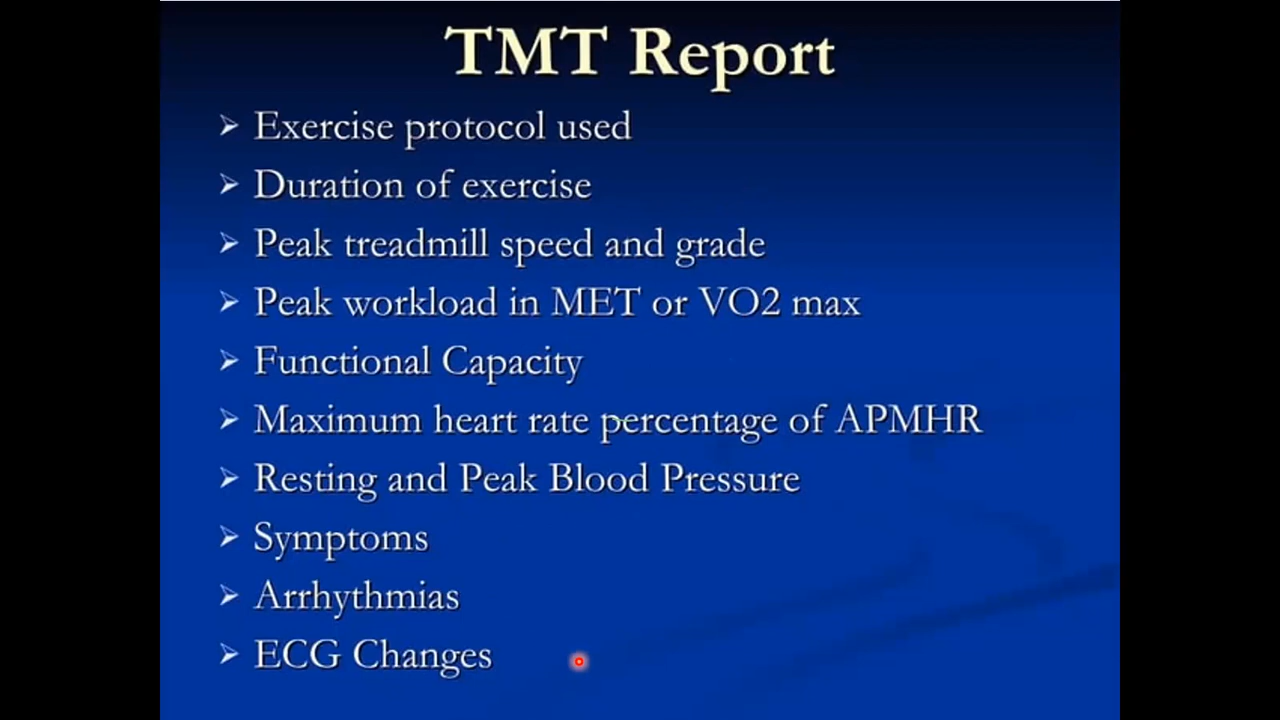 TMT Report
Exercise protocol used
Duration of exercise
Peak treadmill speed and grade
Peak workload in MET or VO2 max
Functional Capacity
Maximum heart rate percentage of APMHR
Resting and Peak Blood Pressure
Symptoms
Arrhythmias
ECG Changes